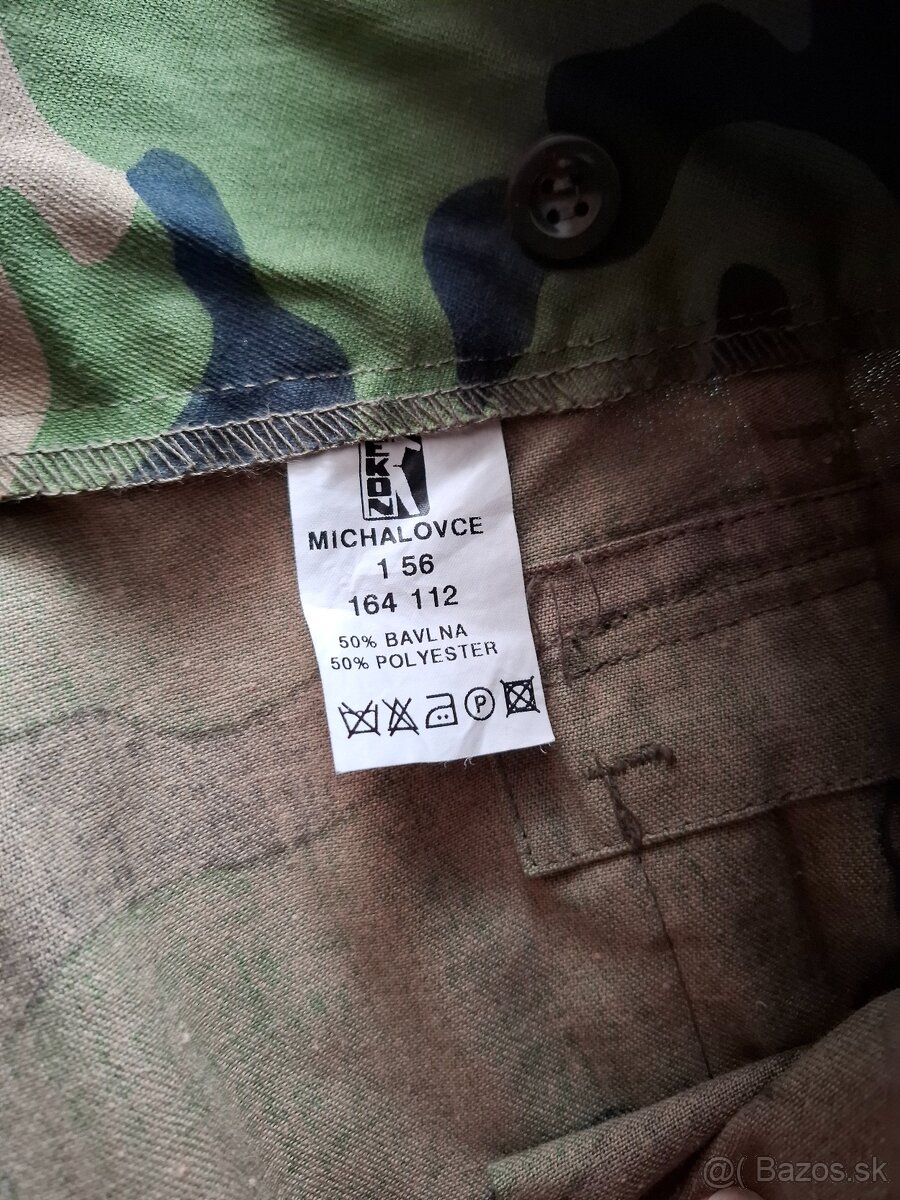 EKON
MICHALOVCE
1 56
164 112
50% BAVLNA
50% POLYESTER
P
@( Bazos.sk